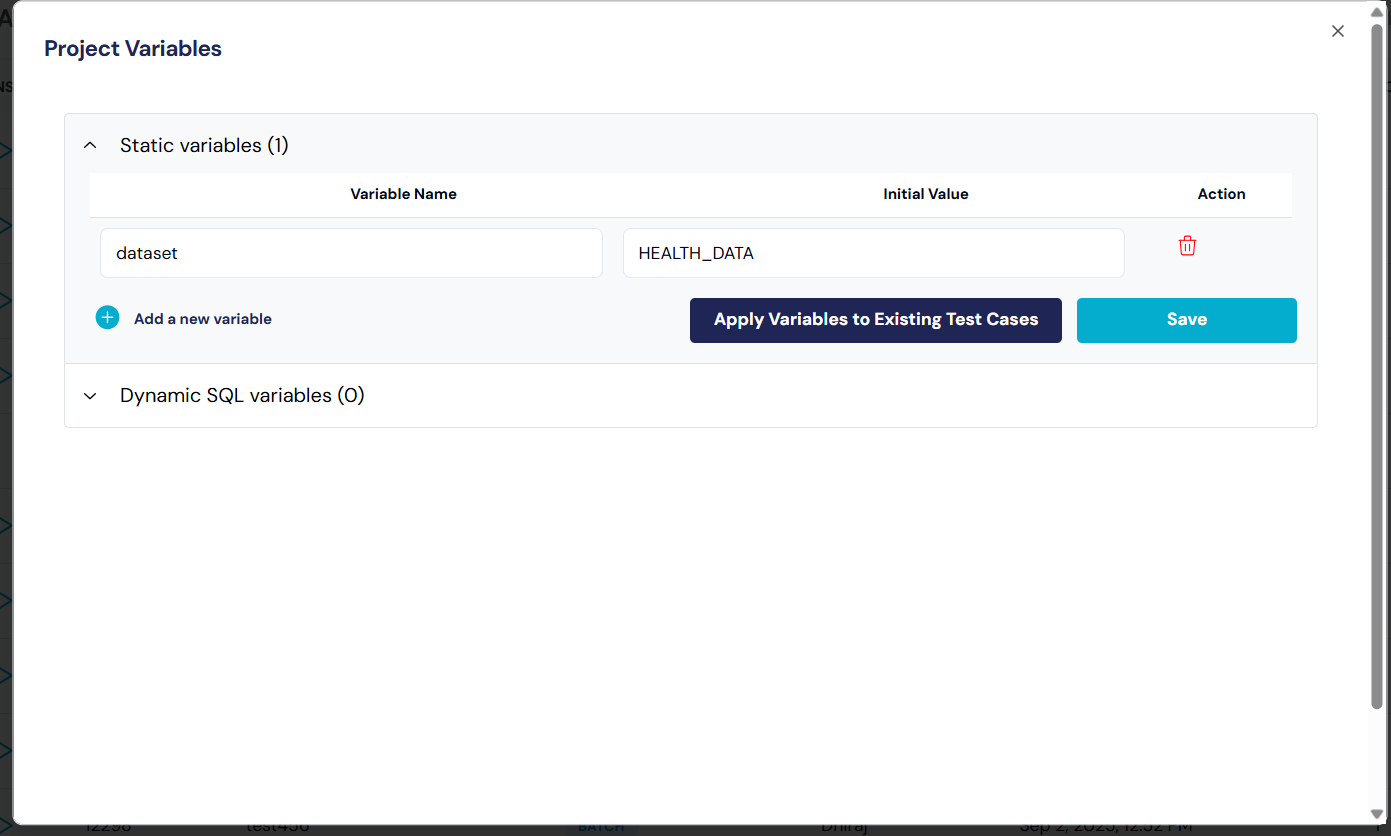 Project Variables
Static variables (1)
Variable Name Initial Value Action
dataset HEALTH_DATA
Add a new variable Apply Variables to Existing Test Cases Save
Dynamic SQL variables (0)
12298 test456 BATCH Dhiraj Sep 2, 2025, 12:52 PM